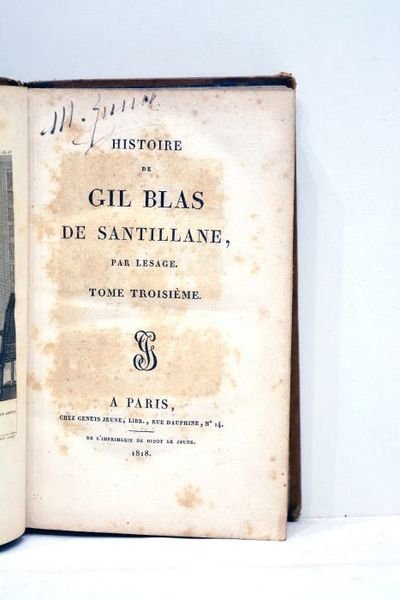 HISTOIRE
DE
GIL BLAS
DE SANTILLANE,
PAR LESAGE.
TOME TROISIÈME.
A PARIS,
CHEZ GENETS JEUNE, LIBR., RUE DAUPHINE, N° 14.
DE L'IMPRIMERIE DE DIDOT LE JEUNE.
1818.